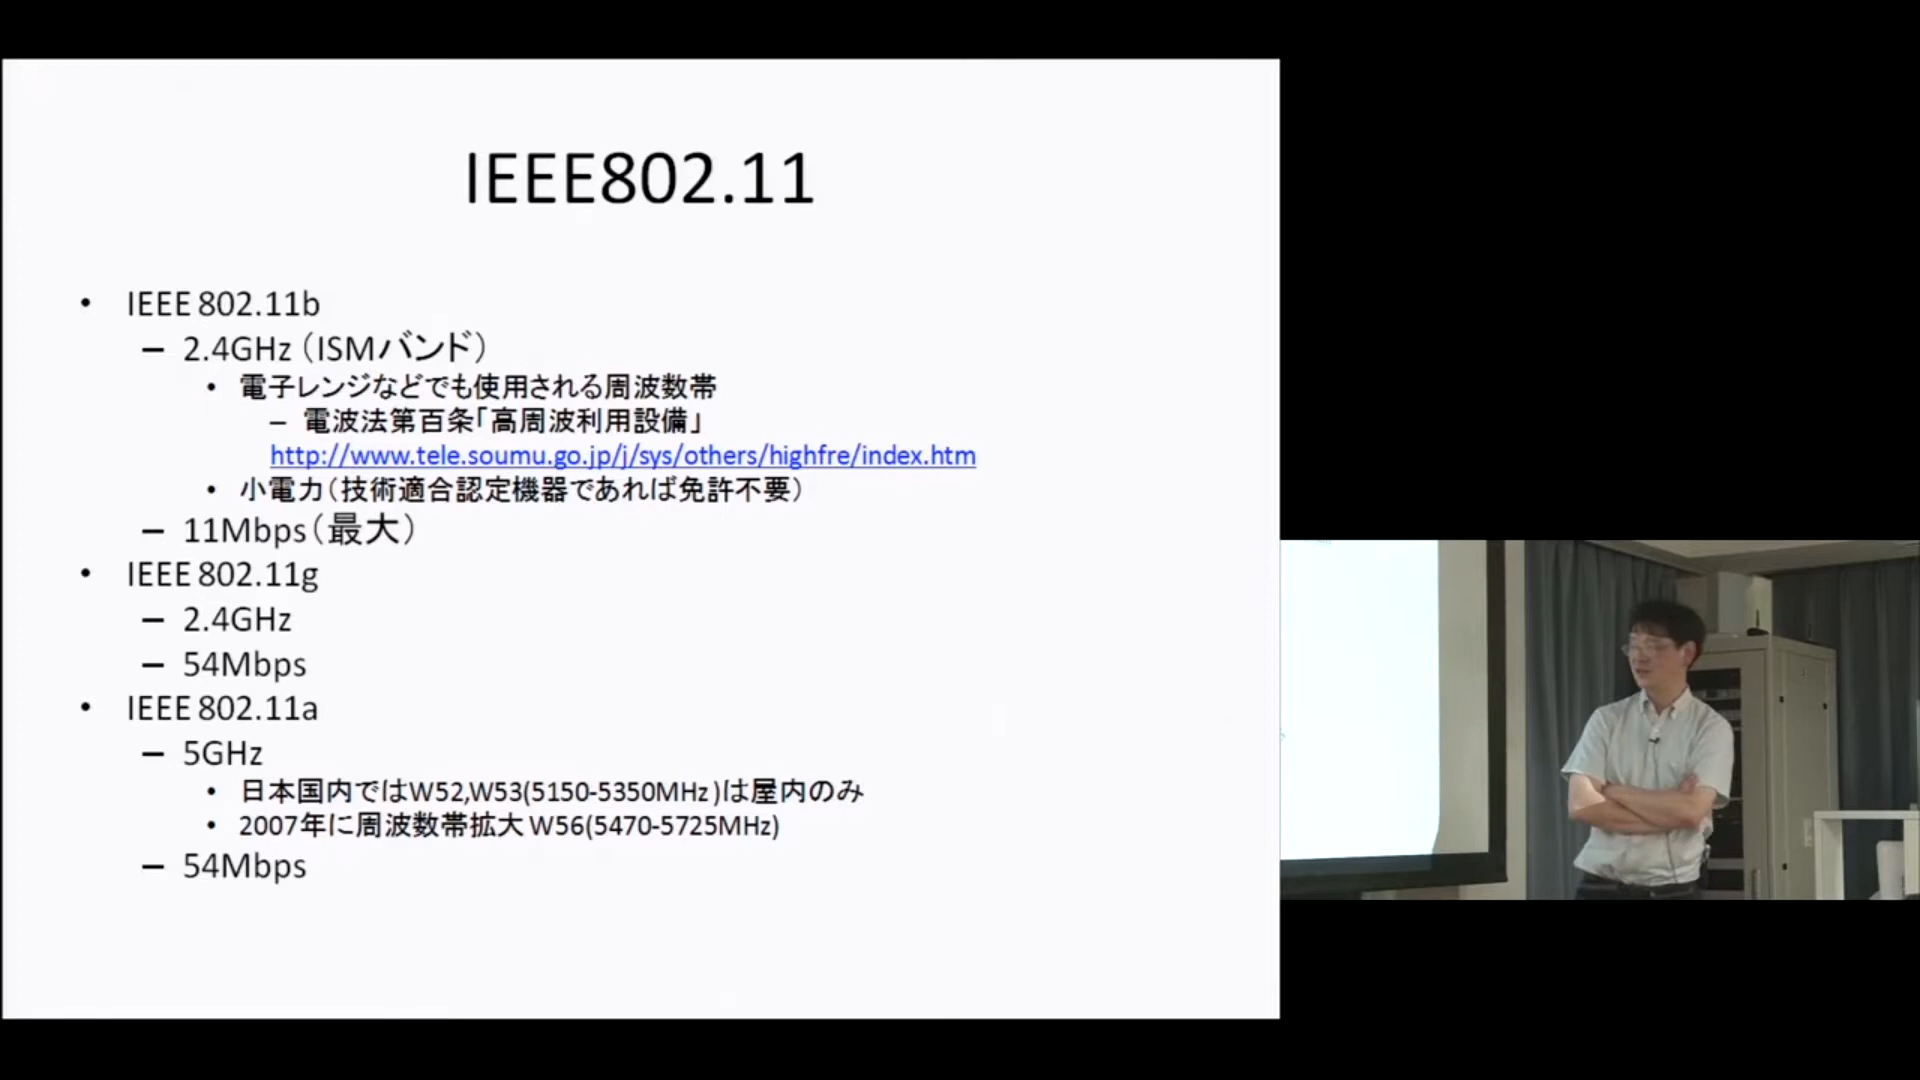 IEEE802.11
• IEEE 802.11b
– 2.4GHz（ISMバンド）
• 電子レンジなどでも使用される周波数帯
– 電波法第百条「高周波利用設備」
http://www.tele.soumu.go.jp/j/sys/others/highfre/index.htm
• 小電力（技術適合認定機器であれば免許不要）
– 11Mbps（最大）
• IEEE 802.11g
– 2.4GHz
– 54Mbps
• IEEE 802.11a
– 5GHz
• 日本国内ではW52,W53(5150-5350MHz)は屋内のみ
• 2007年に周波数帯拡大 W56(5470-5725MHz)
– 54Mbps